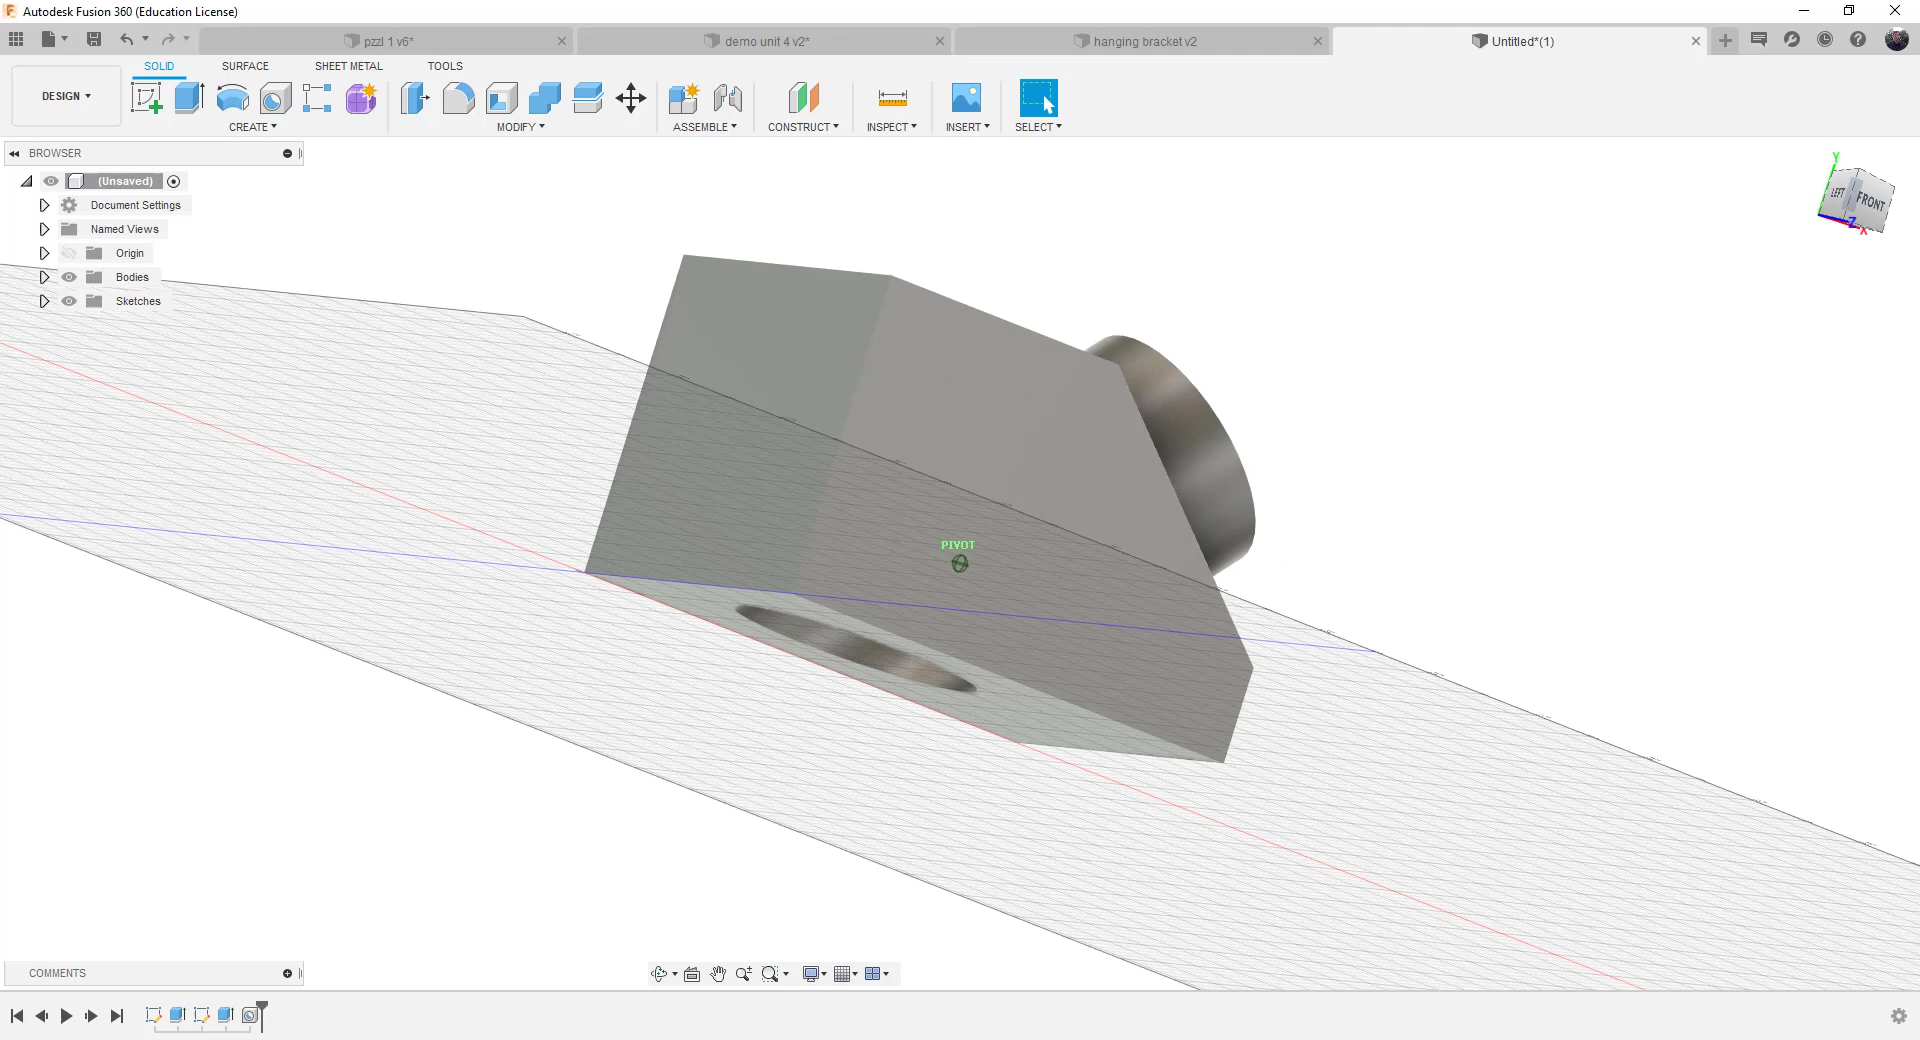 Autodesk Fusion 360 (Education License)
pzzl 1 v6*
demo unit 4 v2*
hanging bracket v2
Untitled*(1)
SOLID
SURFACE
SHEET METAL
TOOLS
DESIGN
CREATE
MODIFY
ASSEMBLE
CONSTRUCT
INSPECT
INSERT
SELECT
BROWSER
(Unsaved)
Document Settings
Named Views
Origin
Bodies
Sketches
Y
LEFT
FRONT
Z
X
PIVOT
COMMENTS